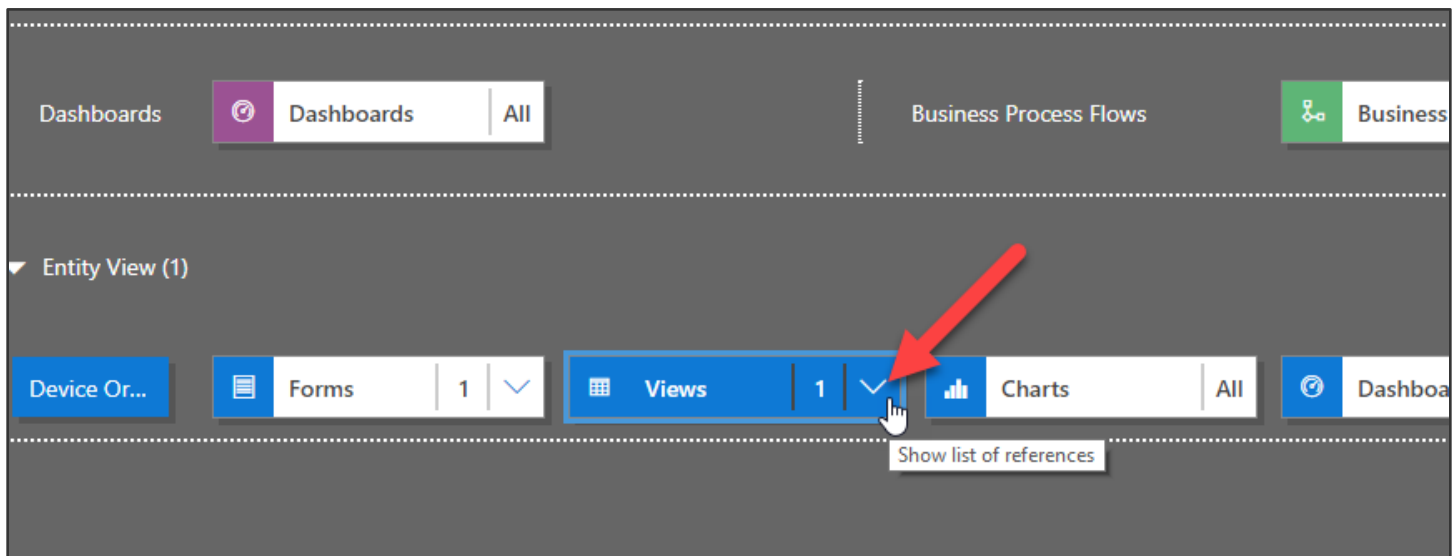 Dashboards Dashboards All Business Process Flows Business
Entity View (1)
Device Or... Forms 1 Views 1 Charts All Dashboa
Show list of references